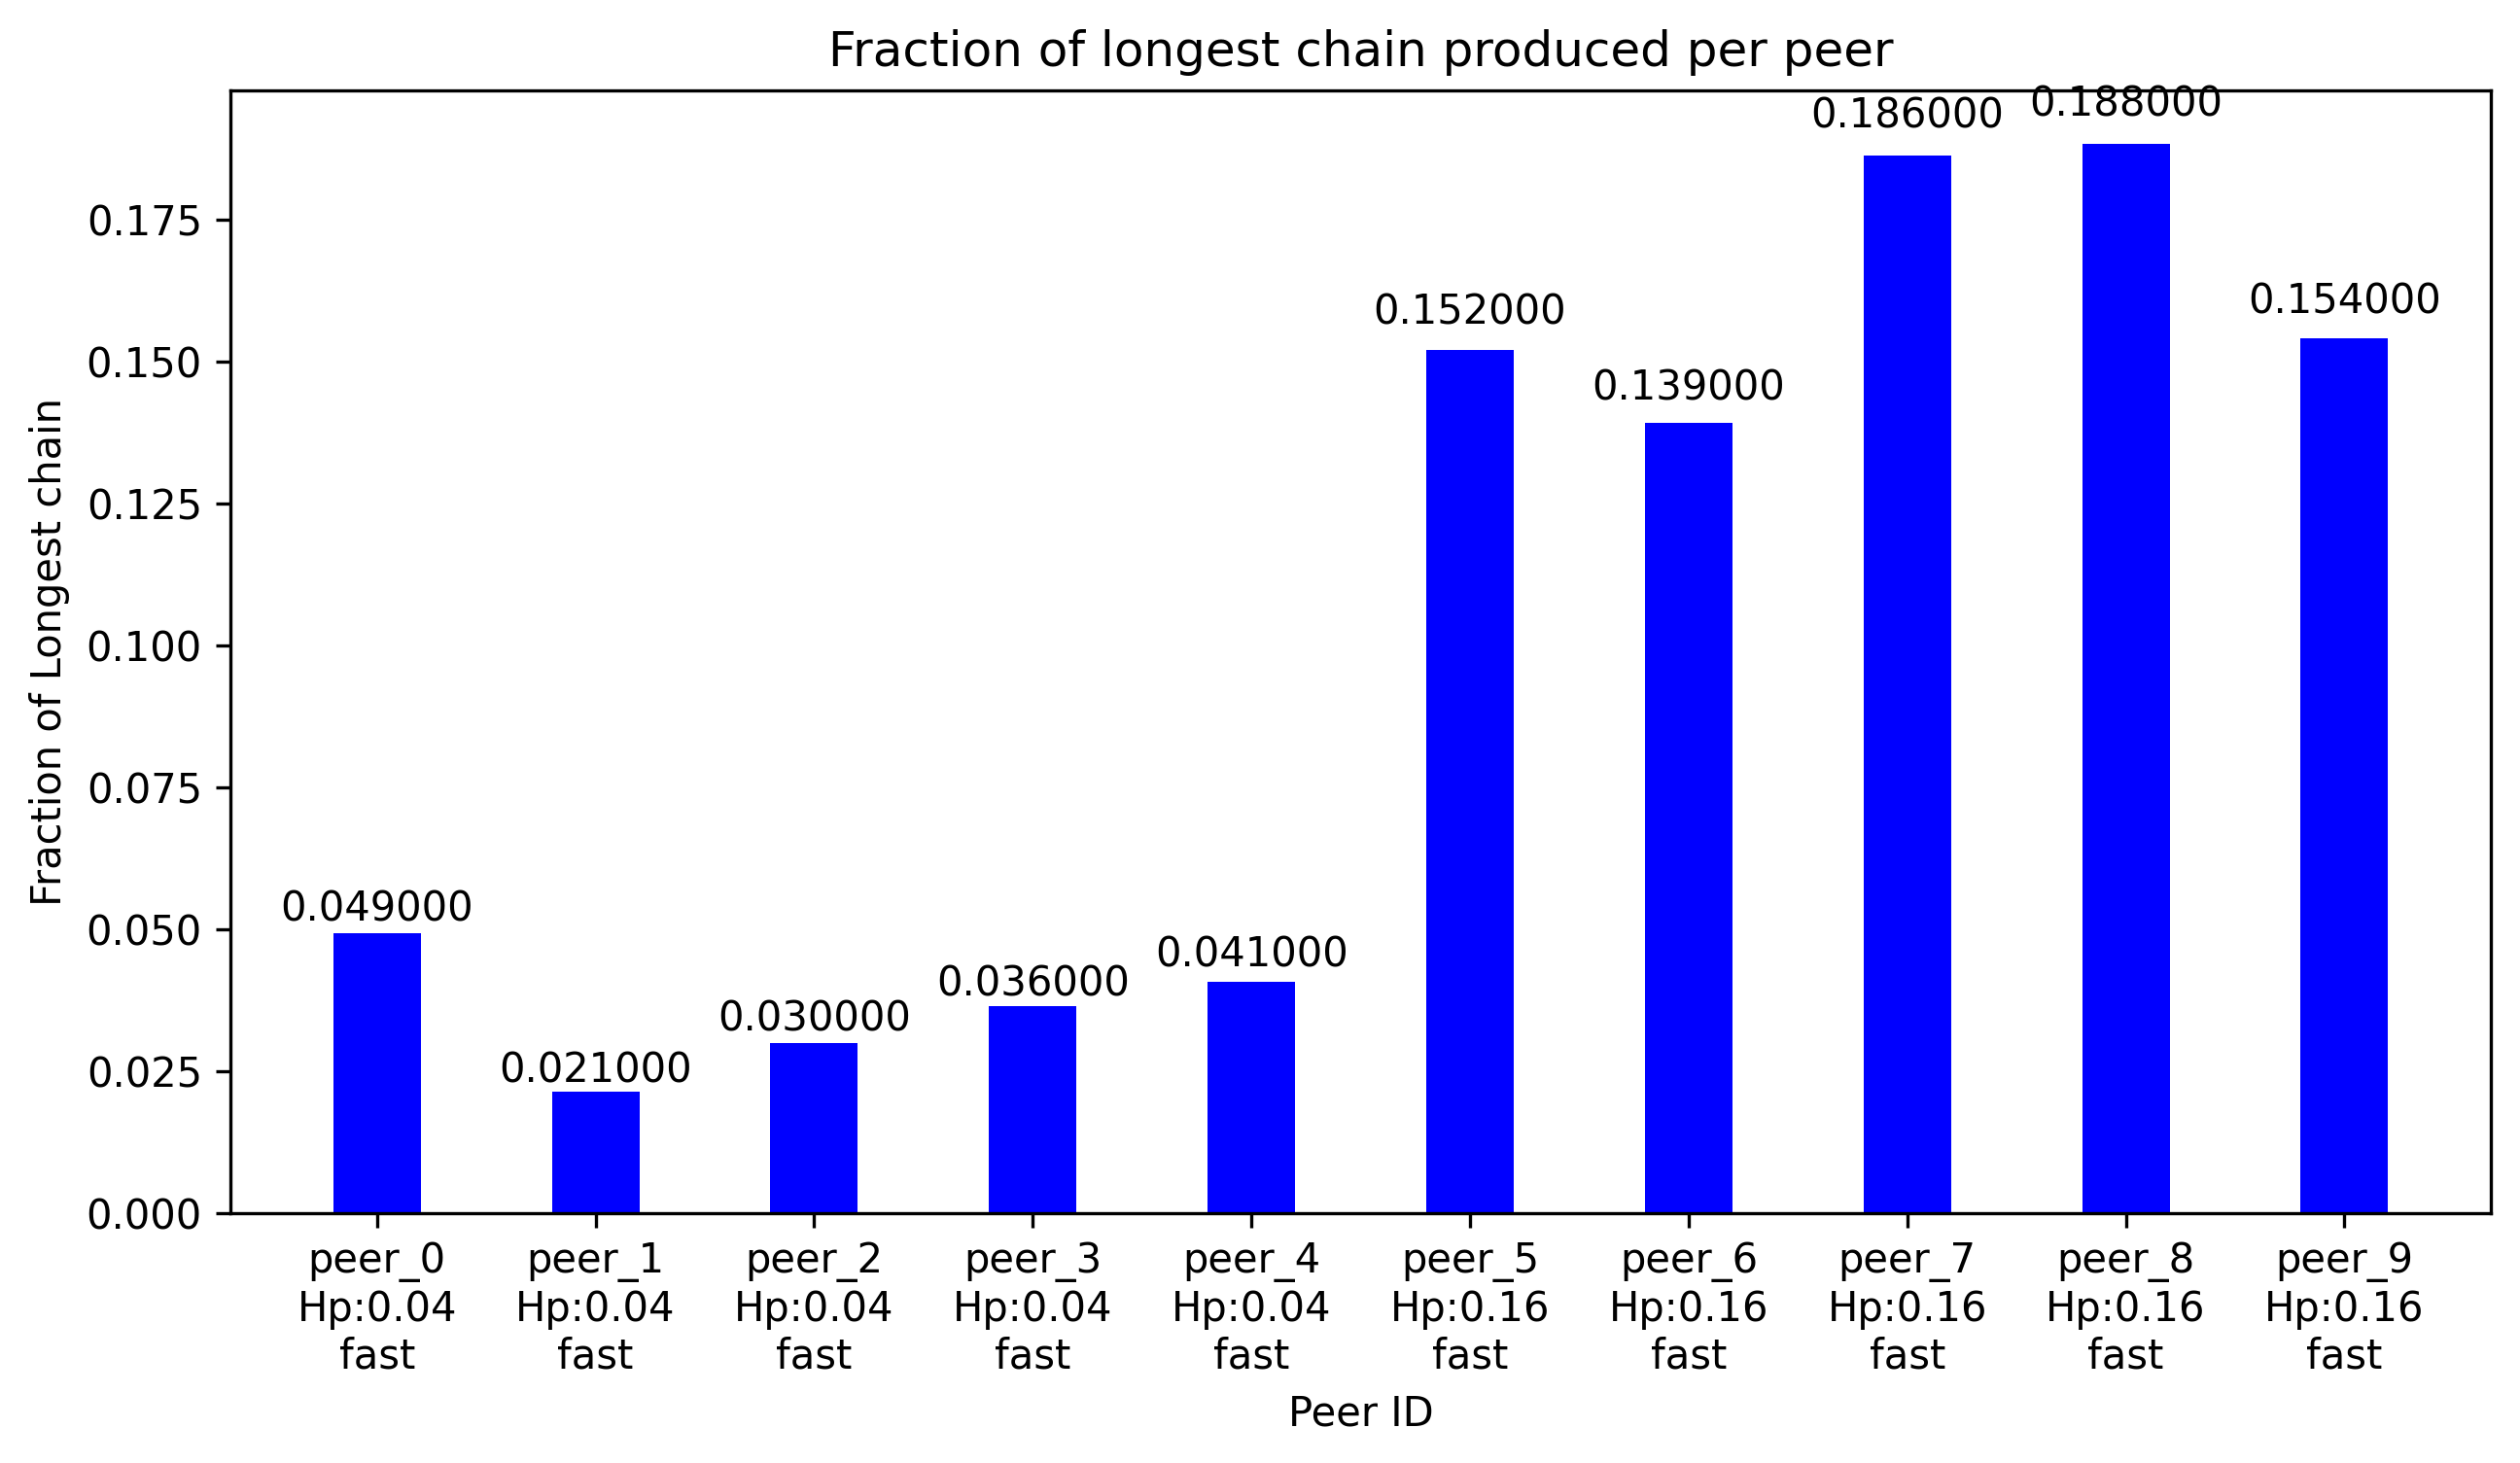 Fraction of longest chain produced per peer
Fraction of Longest chain
0.175
0.150
0.125
0.100
0.075
0.050
0.025
0.000
0.049000
0.021000
0.030000
0.036000
0.041000
0.152000
0.139000
0.186000
0.188000
0.154000
peer_0
Hp:0.04
fast
peer_1
Hp:0.04
fast
peer_2
Hp:0.04
fast
peer_3
Hp:0.04
fast
peer_4
Hp:0.04
fast
peer_5
Hp:0.16
fast
peer_6
Hp:0.16
fast
peer_7
Hp:0.16
fast
peer_8
Hp:0.16
fast
peer_9
Hp:0.16
fast
Peer ID